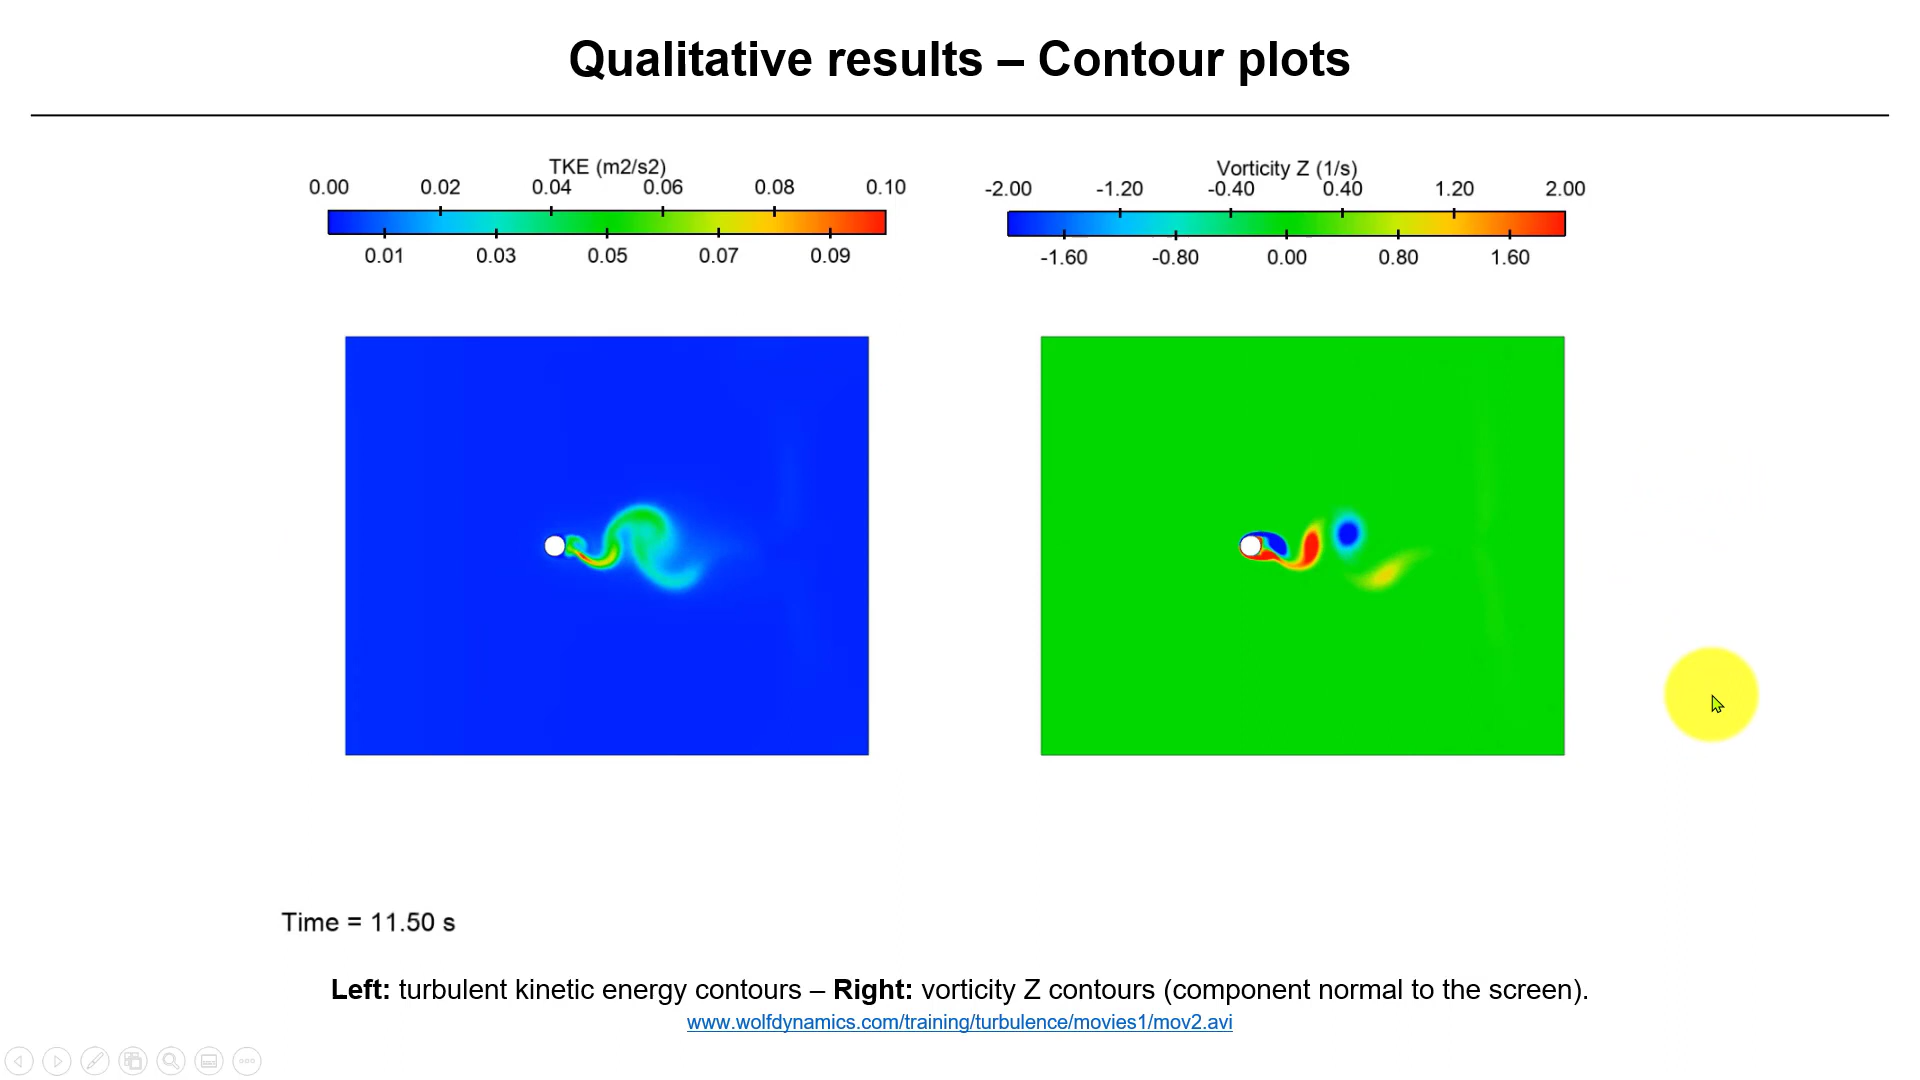 Qualitative results – Contour plots
TKE (m2/s2)
0.00 0.02 0.04 0.06 0.08 0.10
0.01 0.03 0.05 0.07 0.09
Vorticity Z (1/s)
-2.00 -1.20 -0.40 0.40 1.20 2.00
-1.60 -0.80 0.00 0.80 1.60
Time = 11.50 s
Left: turbulent kinetic energy contours – Right: vorticity Z contours (component normal to the screen).
www.wolfdynamics.com/training/turbulence/movies1/mov2.avi